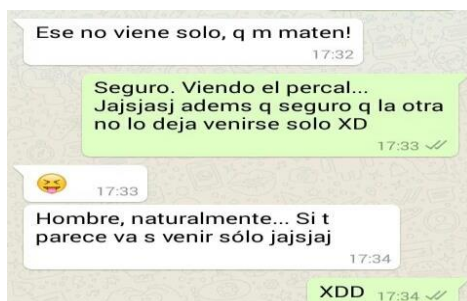 Ese no viene solo, q m maten!
17:32
Seguro. Viendo el percal...
Jajsjasj adems q seguro q la otra
no lo deja venirse solo XD
17:33
😝
17:33
Hombre, naturalmente... Si t
parece va s venir sólo jajsjaj
17:34
XDD 17:34